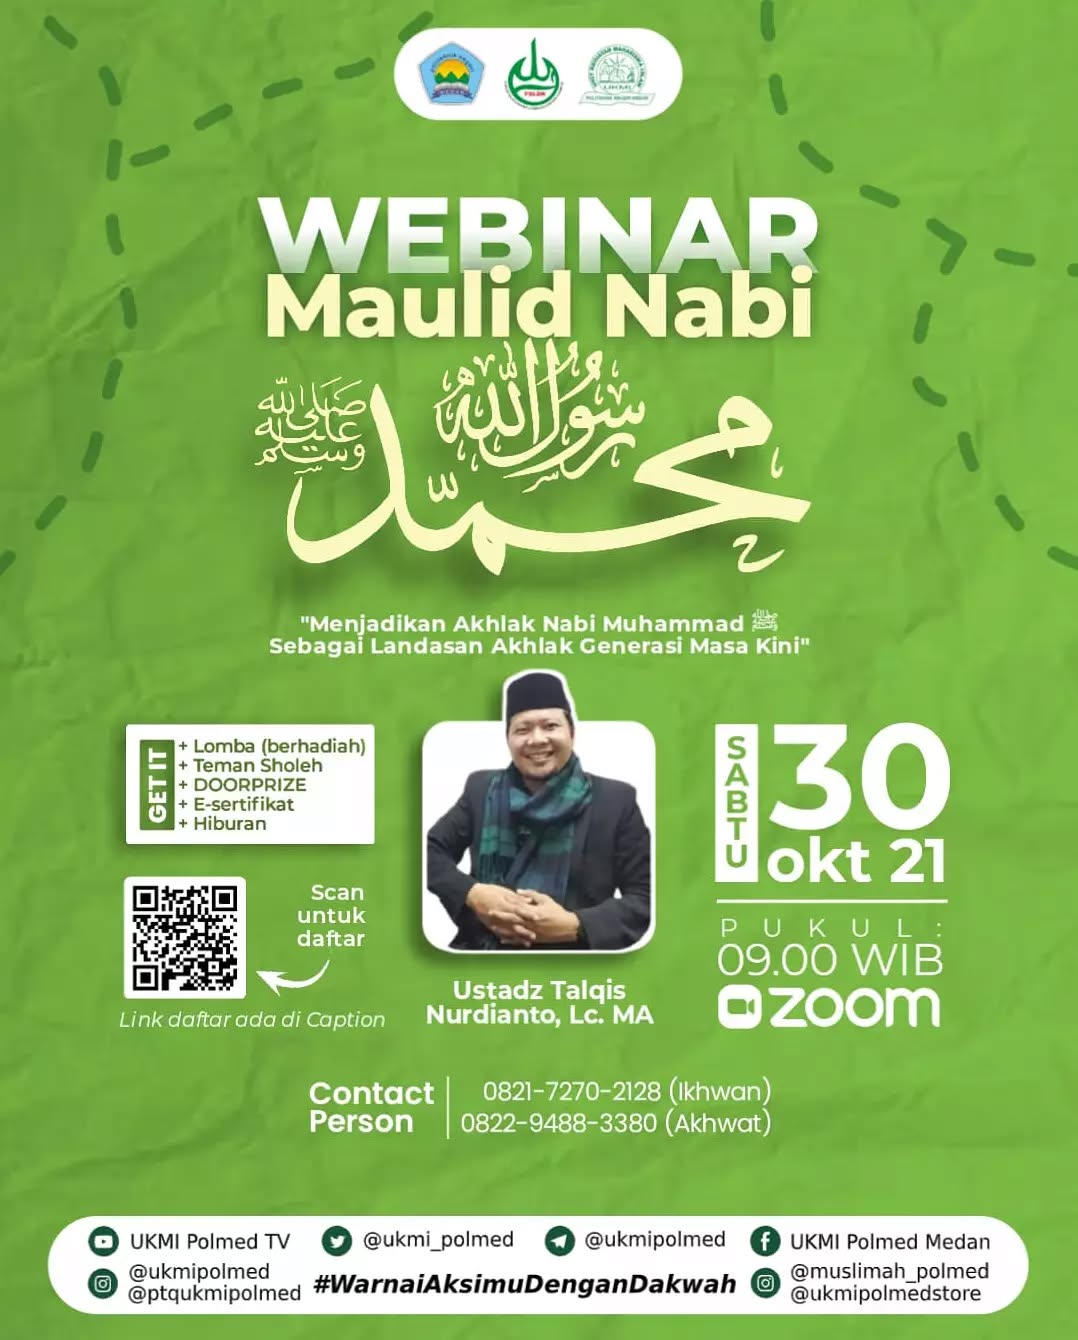 WEBINAR
Maulid Nabi
رسول الله
صلى الله
عليه
وسلم
محمد
"Menjadikan Akhlak Nabi Muhammad ﷺ
Sebagai Landasan Akhlak Generasi Masa Kini"
GET IT
+ Lomba (berhadiah)
+ Teman Sholeh
+ DOORPRIZE
+ E-sertifikat
+ Hiburan
Scan
untuk
daftar
Link daftar ada di Caption
Ustadz Talqis
Nurdianto, Lc. MA
SABTU
30
okt 21
PUKUL:
09.00 WIB
zoom
Contact
Person
0821-7270-2128 (Ikhwan)
0822-9488-3380 (Akhwat)
UKMI Polmed TV
@ukmi_polmed
@ukmipolmed
UKMI Polmed Medan
@ukmipolmed
@ptqukmipolmed
#WarnaiAksimuDenganDakwah
@muslimah_polmed
@ukmipolmedstore